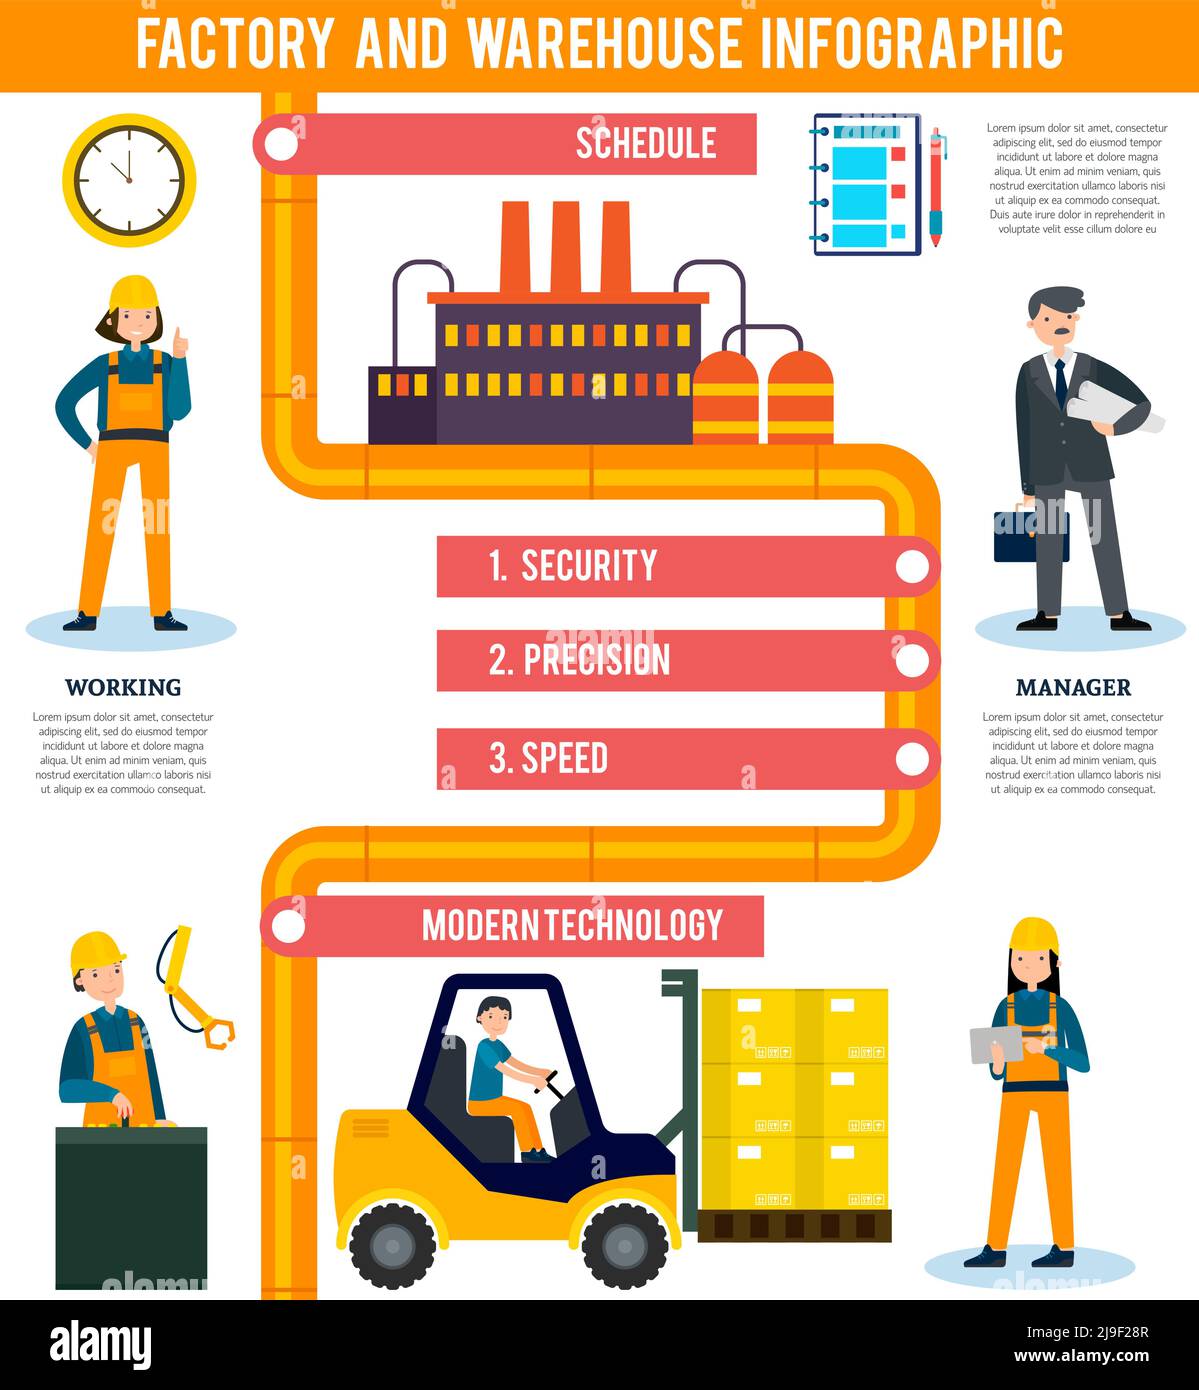 FACTORY AND WAREHOUSE INFOGRAPHIC
SCHEDULE
Lorem ipsum dolor sit amet, consectetur
adipiscing elit, sed do eiusmod tempor
incididunt ut labore et dolore magna
aliqua. Ut enim ad minim veniam, quis
nostrud exercitation ullamco laboris nisi
ut aliquip ex ea commodo consequat.
Duis aute irure dolor in reprehenderit in
voluptate velit esse cillum dolore eu
1. SECURITY
2. PRECISION
3. SPEED
WORKING
Lorem ipsum dolor sit amet, consectetur
adipiscing elit, sed do eiusmod tempor
incididunt ut labore et dolore magna
aliqua. Ut enim ad minim veniam, quis
nostrud exercitation ullamco laboris nisi
ut aliquip ex ea commodo consequat.
MANAGER
Lorem ipsum dolor sit amet, consectetur
adipiscing elit, sed do eiusmod tempor
incididunt ut labore et dolore magna
aliqua. Ut enim ad minim veniam, quis
nostrud exercitation ullamco laboris nisi
ut aliquip ex ea commodo consequat.
MODERN TECHNOLOGY
alamy
Image ID: 2J9F28R
www.alamy.com